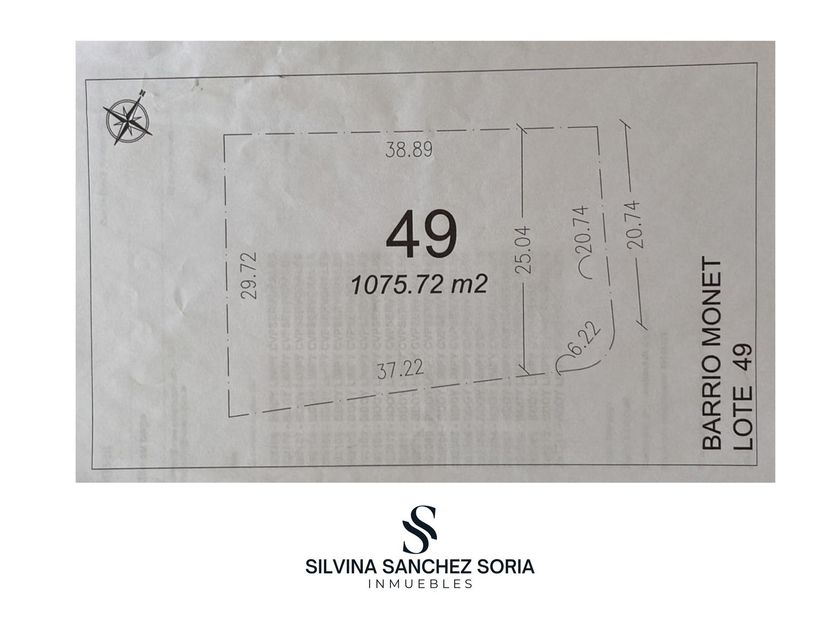 N
38.89
49
1075.72 m2
29.72
25.04
20.74
20.74
6.22
37.22
BARRIO MONET
LOTE 49
SILVINA SANCHEZ SORIA
INMUEBLES